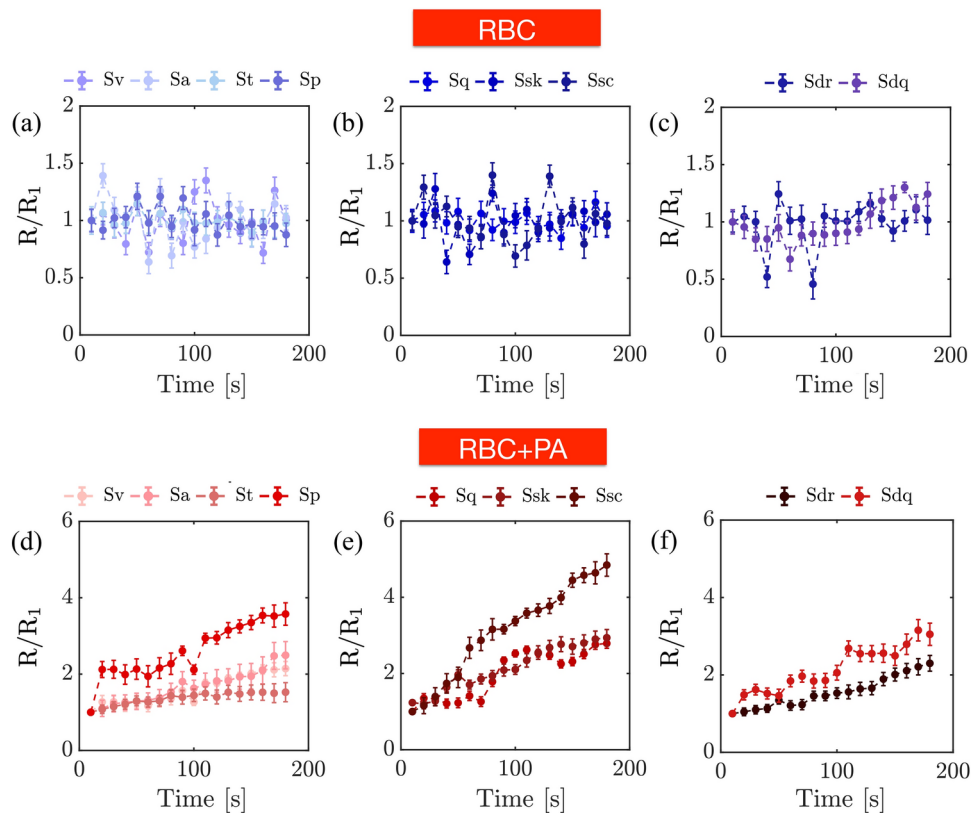 RBC
Sv Sa St Sp
Sq Ssk Ssc
Sdr Sdq
(a)
(b)
(c)
2
1.5
1
0.5
0
R/R1
0 100 200
Time [s]
2
1.5
1
0.5
0
R/R1
0 100 200
Time [s]
2
1.5
1
0.5
0
R/R1
0 100 200
Time [s]
RBC+PA
Sv Sa St Sp
Sq Ssk Ssc
Sdr Sdq
(d)
(e)
(f)
6
4
2
0
R/R1
0 100 200
Time [s]
6
4
2
0
R/R1
0 100 200
Time [s]
6
4
2
0
R/R1
0 100 200
Time [s]